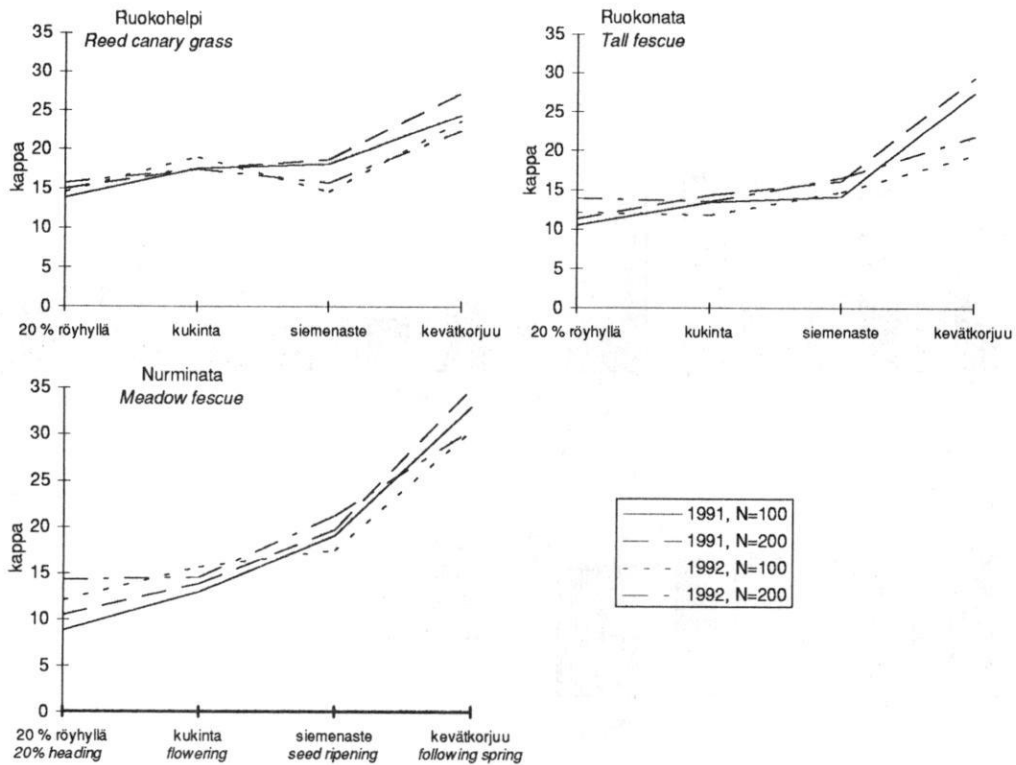 Ruokohelpi
Reed canary grass
35
30
25
20
15
10
5
0
kappa
20 % röyhyllä
kukinta
siemenaste
kevätkorjuu
Ruokonata
Tall fescue
35
30
25
20
15
10
5
0
kappa
20 % röyhyllä
kukinta
siemenaste
kevätkorjuu
Nurminata
Meadow fescue
35
30
25
20
15
10
5
0
kappa
20 % röyhyllä
kukinta
siemenaste
kevätkorjuu
20% heading
flowering
seed ripening
following spring
1991, N=100
1991, N=200
1992, N=100
1992, N=200